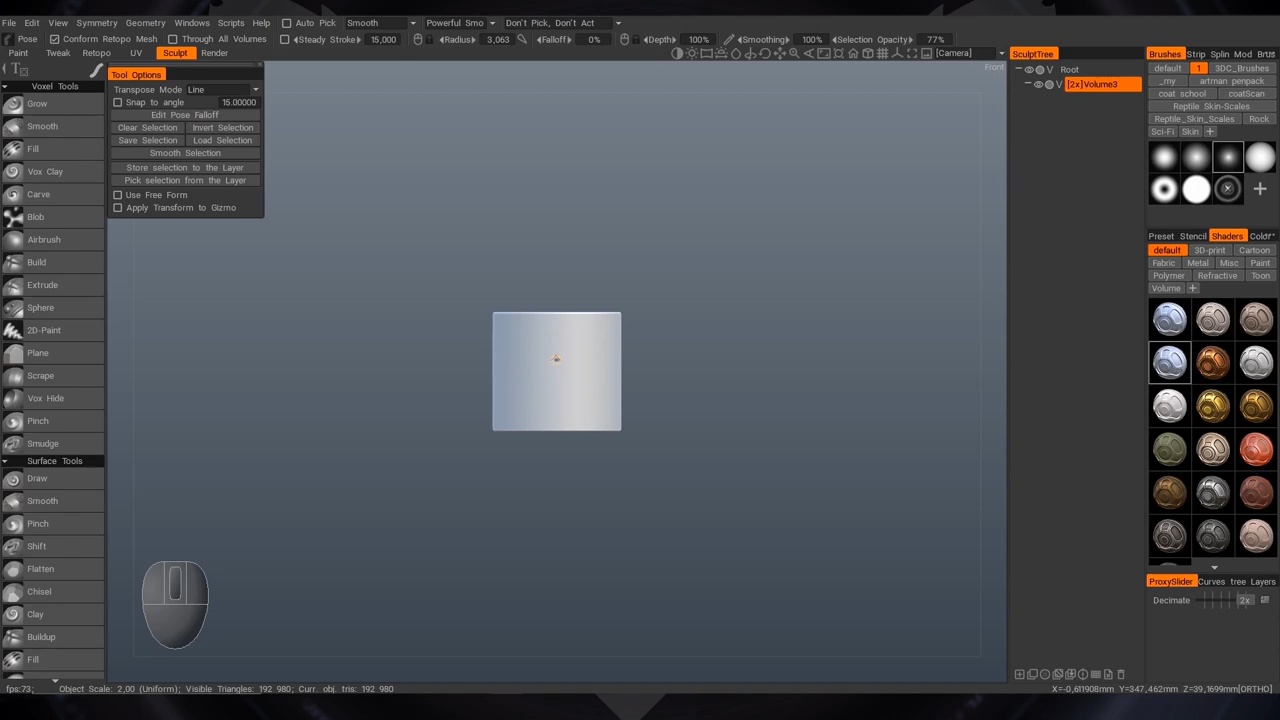 File Edit View Symmetry Geometry Windows Scripts Help Auto Pick Smooth Powerful Smo Don't Pick, Don't Act
Pose Conform Retopo Mesh Through All Volumes Steady Stroke 15,000 Radius 3,063 Falloff 0% Depth 100% Smoothing 100% Selection Opacity 77%
Paint Tweak Retopo UV Sculpt Render [Camera]
Front
Tool Options
Transpose Mode Line
Snap to angle 15.00000
Edit Pose Falloff
Clear Selection Invert Selection
Save Selection Load Selection
Smooth Selection
Store selection to the Layer
Pick selection from the Layer
Use Free Form
Apply Transform to Gizmo
Voxel Tools
Grow
Smooth
Fill
Vox Clay
Carve
Blob
Airbrush
Build
Extrude
Sphere
2D-Paint
Plane
Scrape
Vox Hide
Pinch
Smudge
Surface Tools
Draw
Smooth
Pinch
Shift
Flatten
Chisel
Clay
Buildup
Fill
SculptTree
V Root
V [2x]Volume3
Brushes Strip Splin Mod
default 1 3DC_Brushes
_my artman penpack
coat school coatScan
Reptile Skin-Scales
Reptile_Skin_Scales Rock
Sci-Fi Skin +
Preset Stencil Shaders Color
default 3D-print Cartoon
Fabric Metal Misc Paint
Polymer Refractive Toon
Volume +
ProxySlider Curves tree Layers
Decimate 2x
fps:73; Object Scale: 2,00 (Uniform); Visible Triangles: 192 980; Curr. obj. tris: 192 980
X=-0,611908mm Y=347,462mm Z=39,1699mm[ORTHO]